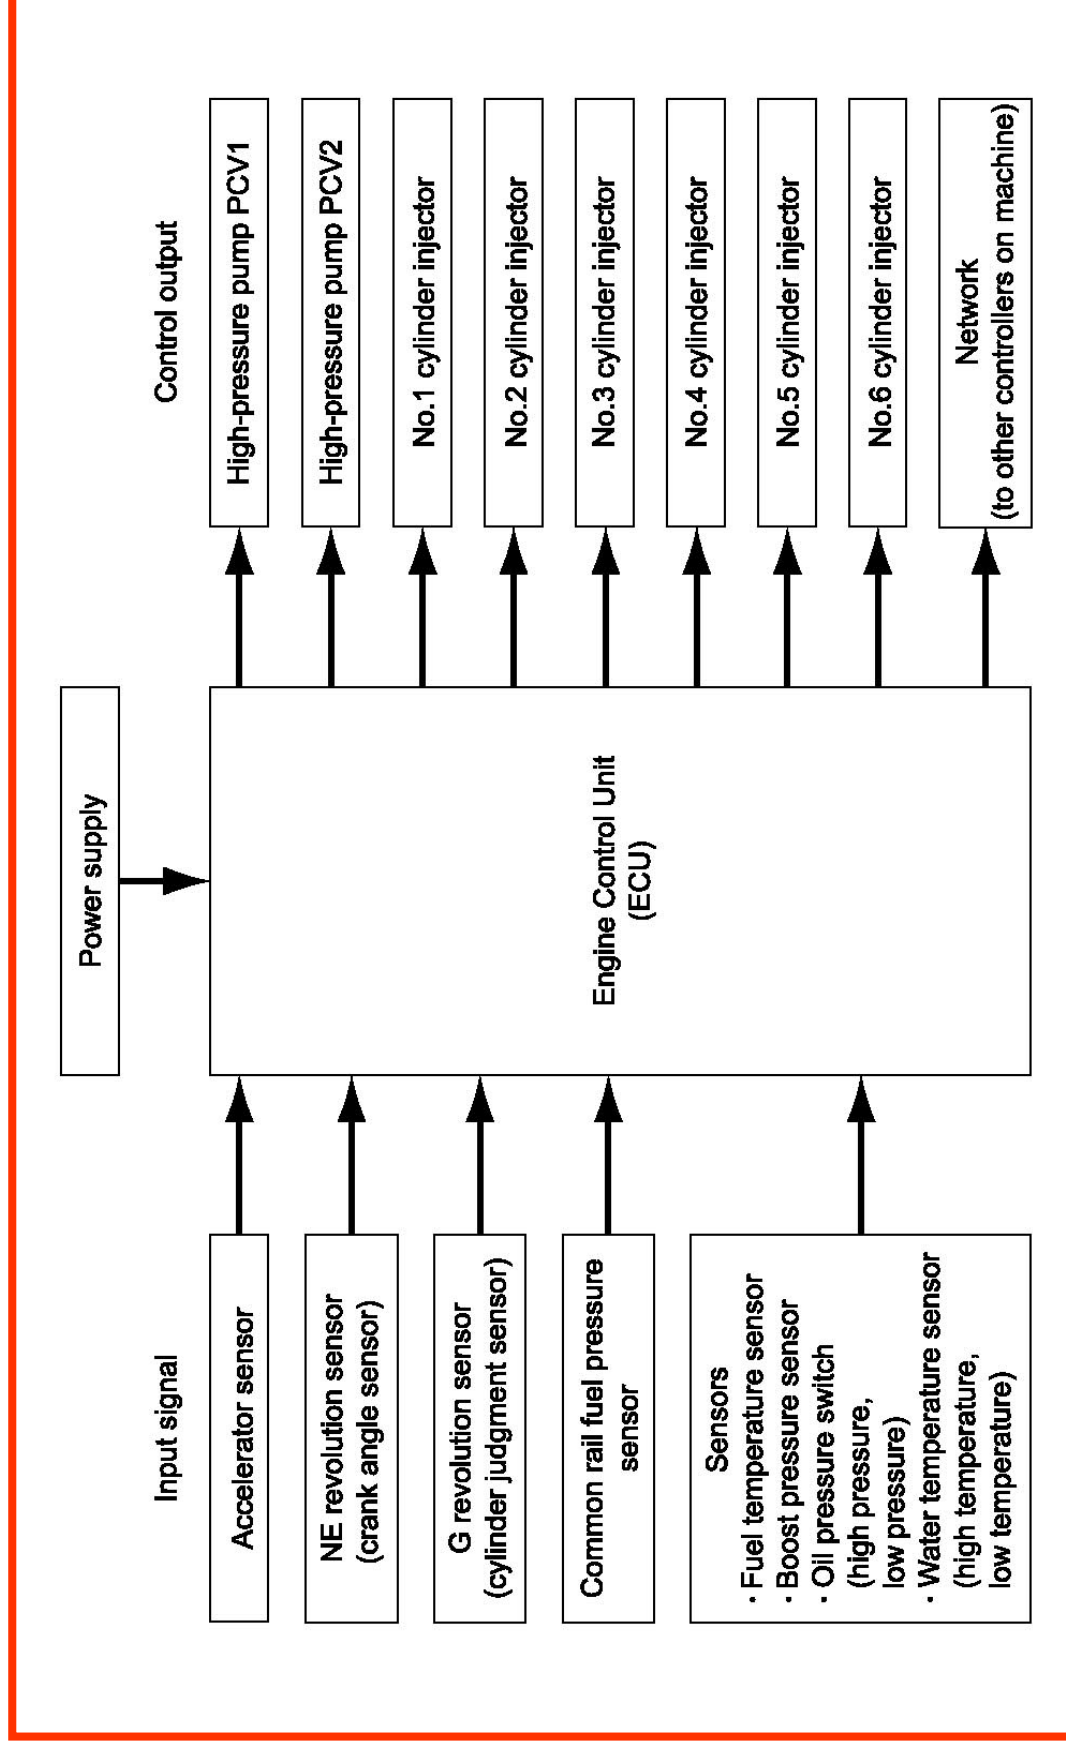 Power supply
Input signal
Accelerator sensor
NE revolution sensor
(crank angle sensor)
G revolution sensor
(cylinder judgment sensor)
Common rail fuel pressure
sensor
Sensors
· Fuel temperature sensor
· Boost pressure sensor
· Oil pressure switch
(high pressure,
low pressure)
· Water temperature sensor
(high temperature,
low temperature)
Engine Control Unit
(ECU)
Control output
High-pressure pump PCV1
High-pressure pump PCV2
No.1 cylinder injector
No.2 cylinder injector
No.3 cylinder injector
No.4 cylinder injector
No.5 cylinder injector
No.6 cylinder injector
Network
(to other controllers on machine)